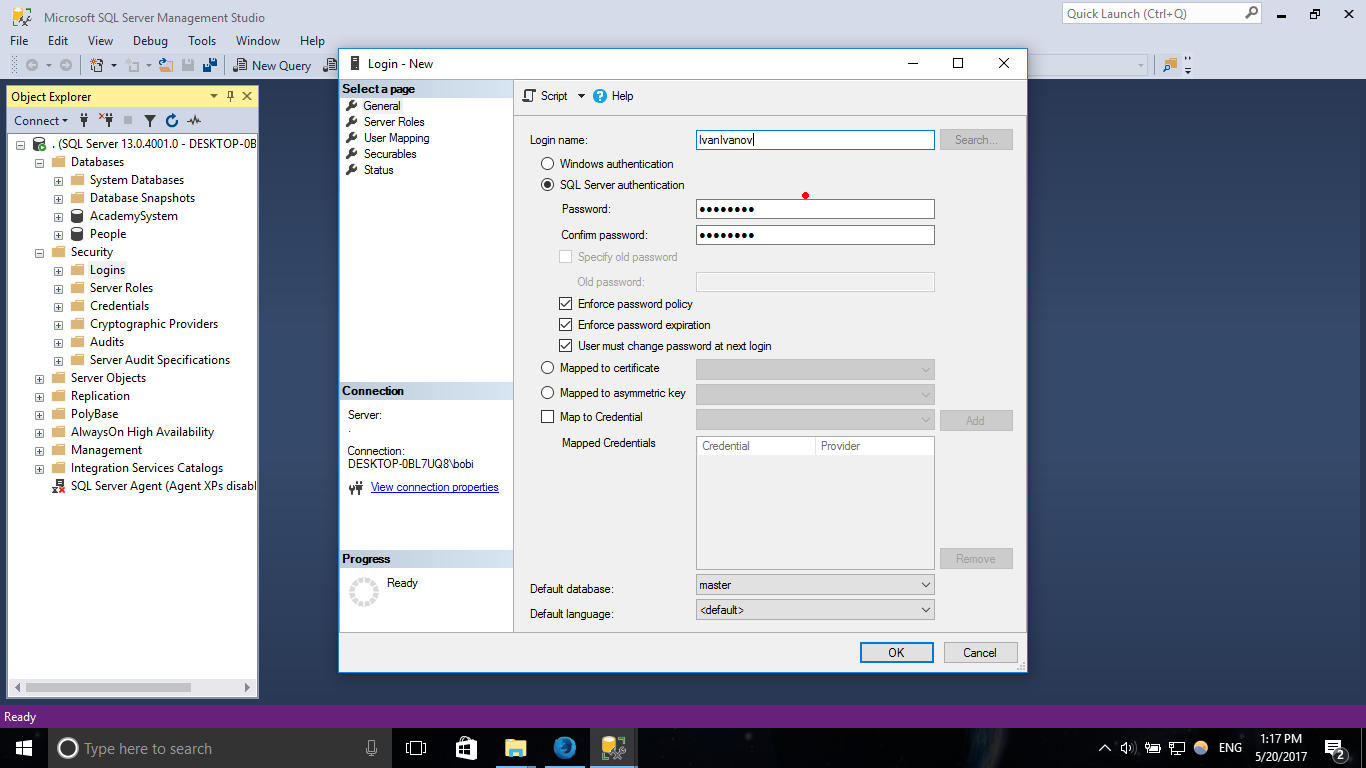 Microsoft SQL Server Management Studio
Quick Launch (Ctrl+Q)
File Edit View Debug Tools Window Help
New Query
Object Explorer
Connect
. (SQL Server 13.0.4001.0 - DESKTOP-0B
Databases
System Databases
Database Snapshots
AcademySystem
People
Security
Logins
Server Roles
Credentials
Cryptographic Providers
Audits
Server Audit Specifications
Server Objects
Replication
PolyBase
AlwaysOn High Availability
Management
Integration Services Catalogs
SQL Server Agent (Agent XPs disabl
Login - New
Select a page
General
Server Roles
User Mapping
Securables
Status
Connection
Server:
.
Connection:
DESKTOP-0BL7UQ8\bobi
View connection properties
Progress
Ready
Script Help
Login name: IvanIvanov Search...
Windows authentication
SQL Server authentication
Password: ●●●●●●●●
Confirm password: ●●●●●●●●
Specify old password
Old password:
Enforce password policy
Enforce password expiration
User must change password at next login
Mapped to certificate
Mapped to asymmetric key
Map to Credential Add
Mapped Credentials Credential Provider
Remove
Default database: master
Default language: <default>
OK Cancel
Ready
Type here to search
ENG
1:17 PM
5/20/2017
2